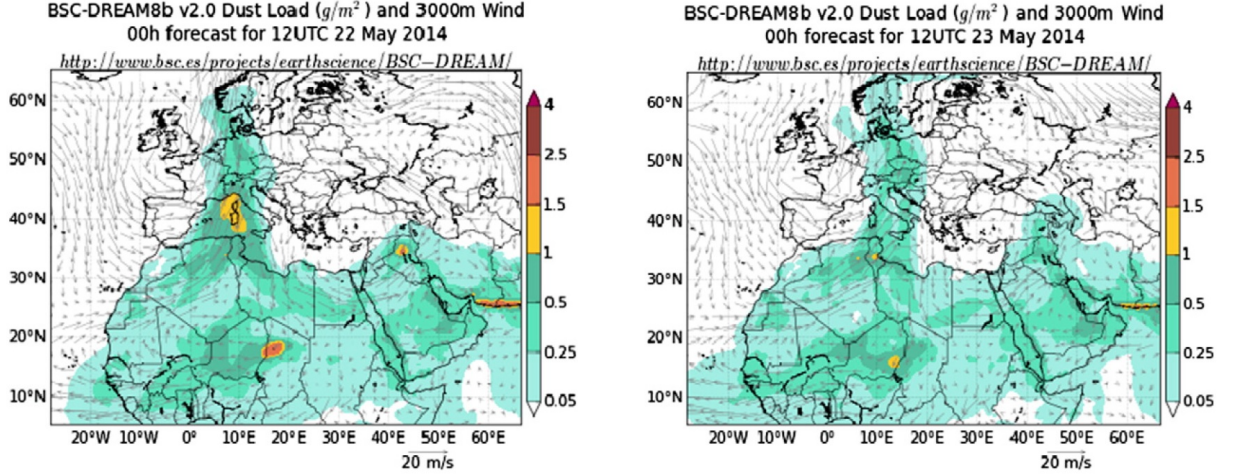 BSC-DREAM8b v2.0 Dust Load (g/m²) and 3000m Wind
00h forecast for 12UTC 22 May 2014
http://www.bsc.es/projects/earthscience/BSC−DREAM/
60°N
50°N
40°N
30°N
20°N
10°N
20°W 10°W 0° 10°E 20°E 30°E 40°E 50°E 60°E
20 m/s
4
2.5
1.5
1
0.5
0.25
0.05
BSC-DREAM8b v2.0 Dust Load (g/m²) and 3000m Wind
00h forecast for 12UTC 23 May 2014
http://www.bsc.es/projects/earthscience/BSC−DREAM/
60°N
50°N
40°N
30°N
20°N
10°N
20°W 10°W 0° 10°E 20°E 30°E 40°E 50°E 60°E
20 m/s
4
2.5
1.5
1
0.5
0.25
0.05